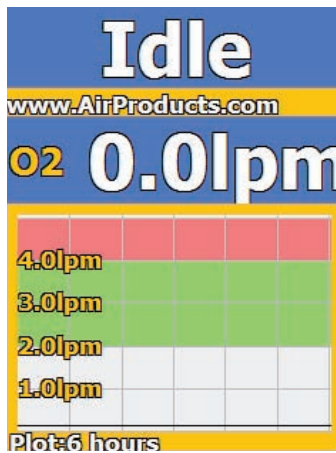 Idle
www.AirProducts.com
O2 0.0lpm
4.0lpm
3.0lpm
2.0lpm
1.0lpm
Plot:6 hours